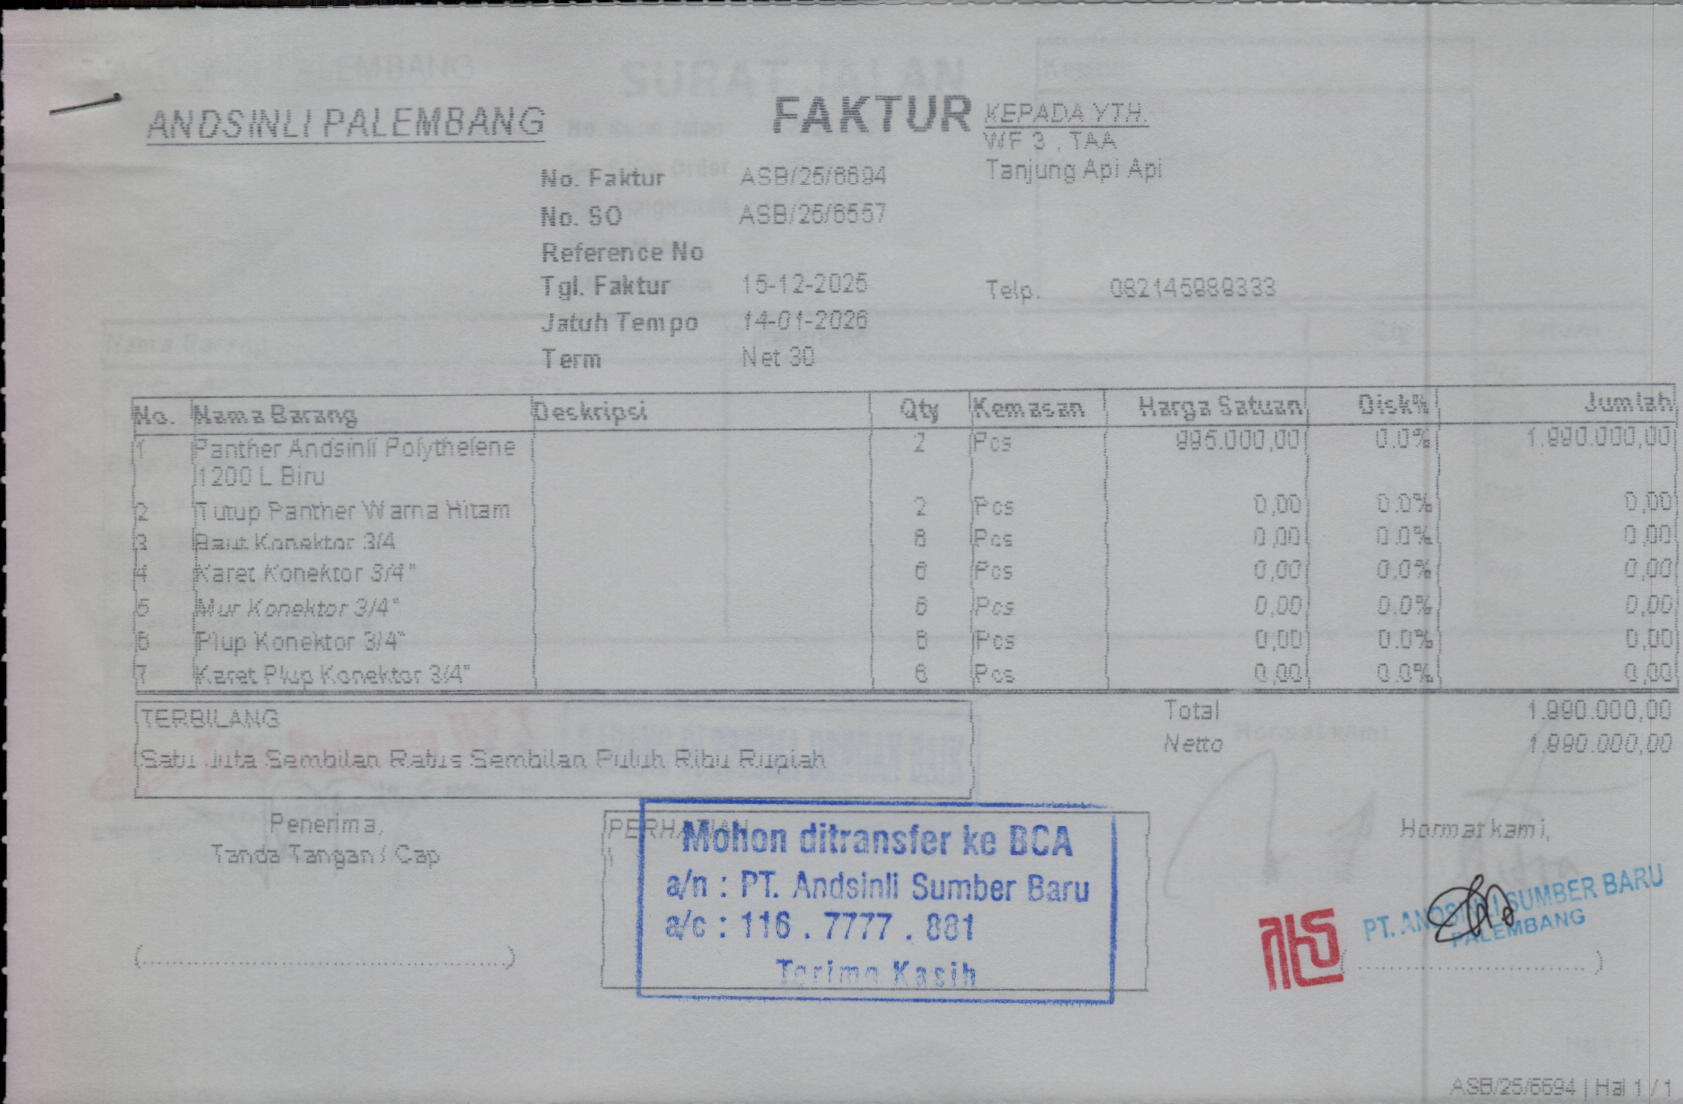 ANDSINLI PALEMBANG
FAKTUR
KEPADA YTH.
WF 3 , TAA
Tanjung Api Api
No. Faktur ASB/25/6694
No. SO ASB/25/6557
Reference No
Tgl. Faktur 15-12-2025
Telp. 082145989333
Jatuh Tempo 14-01-2026
Term Net 30
No. Nama Barang Deskripsi Qty Kemasan Harga Satuan Disk% Jumlah
1 Panther Andsinli Polythelene 2 Pcs 995.000,00 0.0% 1.990.000,00
1200 L Biru
2 Tutup Panther Warna Hitam 2 Pcs 0,00 0.0% 0,00
3 Baut Konektor 3/4 Pcs 0,00 0.0% 0,00
4 Karet Konektor 3/4" 6 Pcs 0,00 0.0% 0,00
5 Mur Konektor 3/4" 6 Pcs 0,00 0.0% 0,00
6 Plup Konektor 3/4" 6 Pcs 0,00 0.0% 0,00
7 Karet Plup Konektor 3/4" 6 Pcs 0,00 0.0% 0,00
TERBILANG
Satu Juta Sembilan Ratus Sembilan Puluh Ribu Rupiah
Total 1.990.000,00
Netto 1.990.000,00
Penerima,
Tanda Tangan / Cap
PERHATIAN
Mohon ditransfer ke BCA
a/n : PT. Andsinli Sumber Baru
a/c : 116 . 7777 . 881
Terima Kasih
Hormat kami,
PT. ANDSINLI SUMBER BARU
PALEMBANG
ASB/25/6694 | Hal 1 / 1